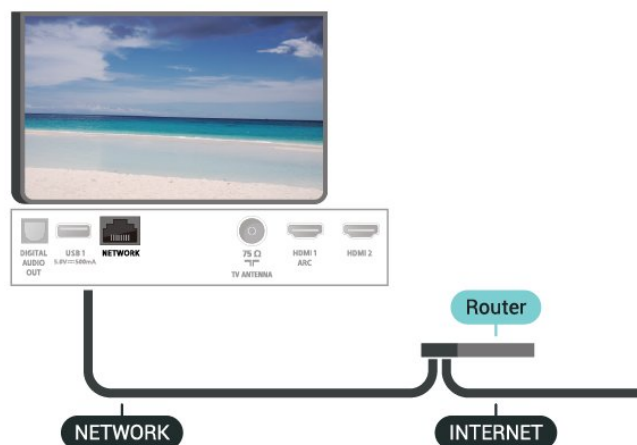 DIGITAL
AUDIO
OUT
USB 1
5.0V⎓500mA
NETWORK
75 Ω
TV ANTENNA
HDMI 1
ARC
HDMI 2
Router
NETWORK
INTERNET